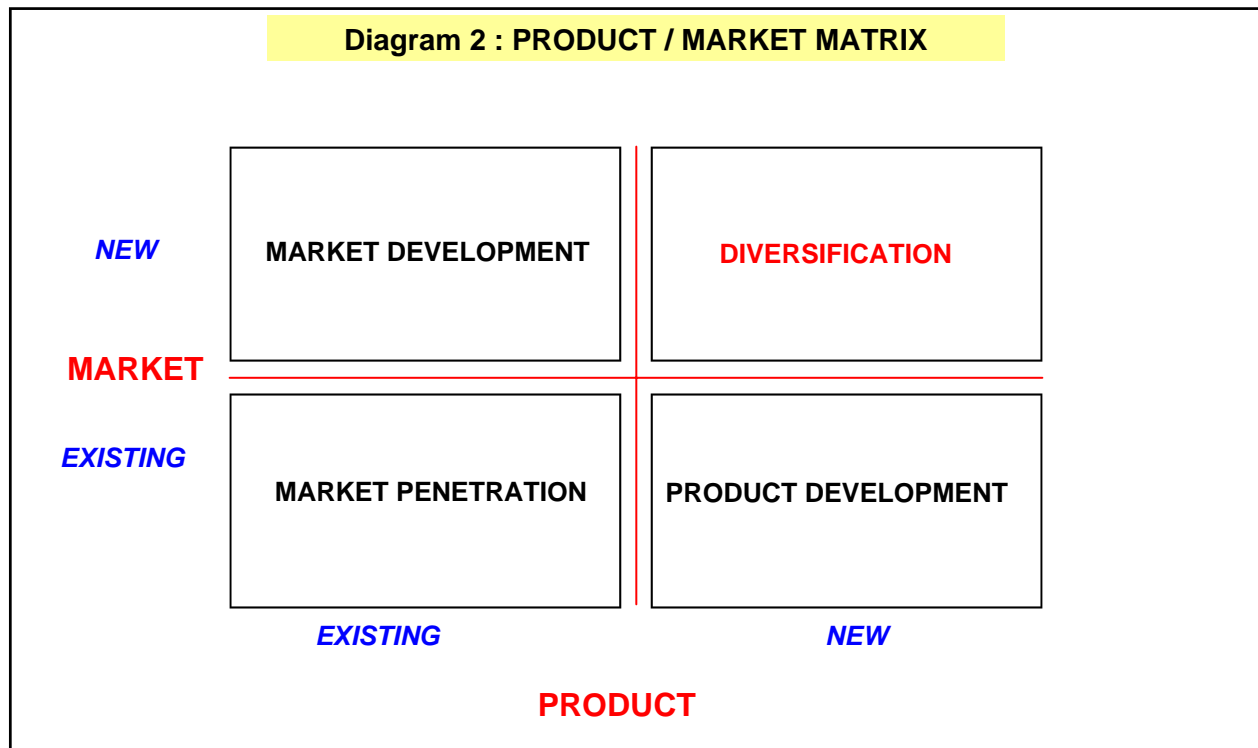 Diagram 2 : PRODUCT / MARKET MATRIX
NEW
MARKET DEVELOPMENT
DIVERSIFICATION
MARKET
EXISTING
MARKET PENETRATION
PRODUCT DEVELOPMENT
EXISTING
NEW
PRODUCT